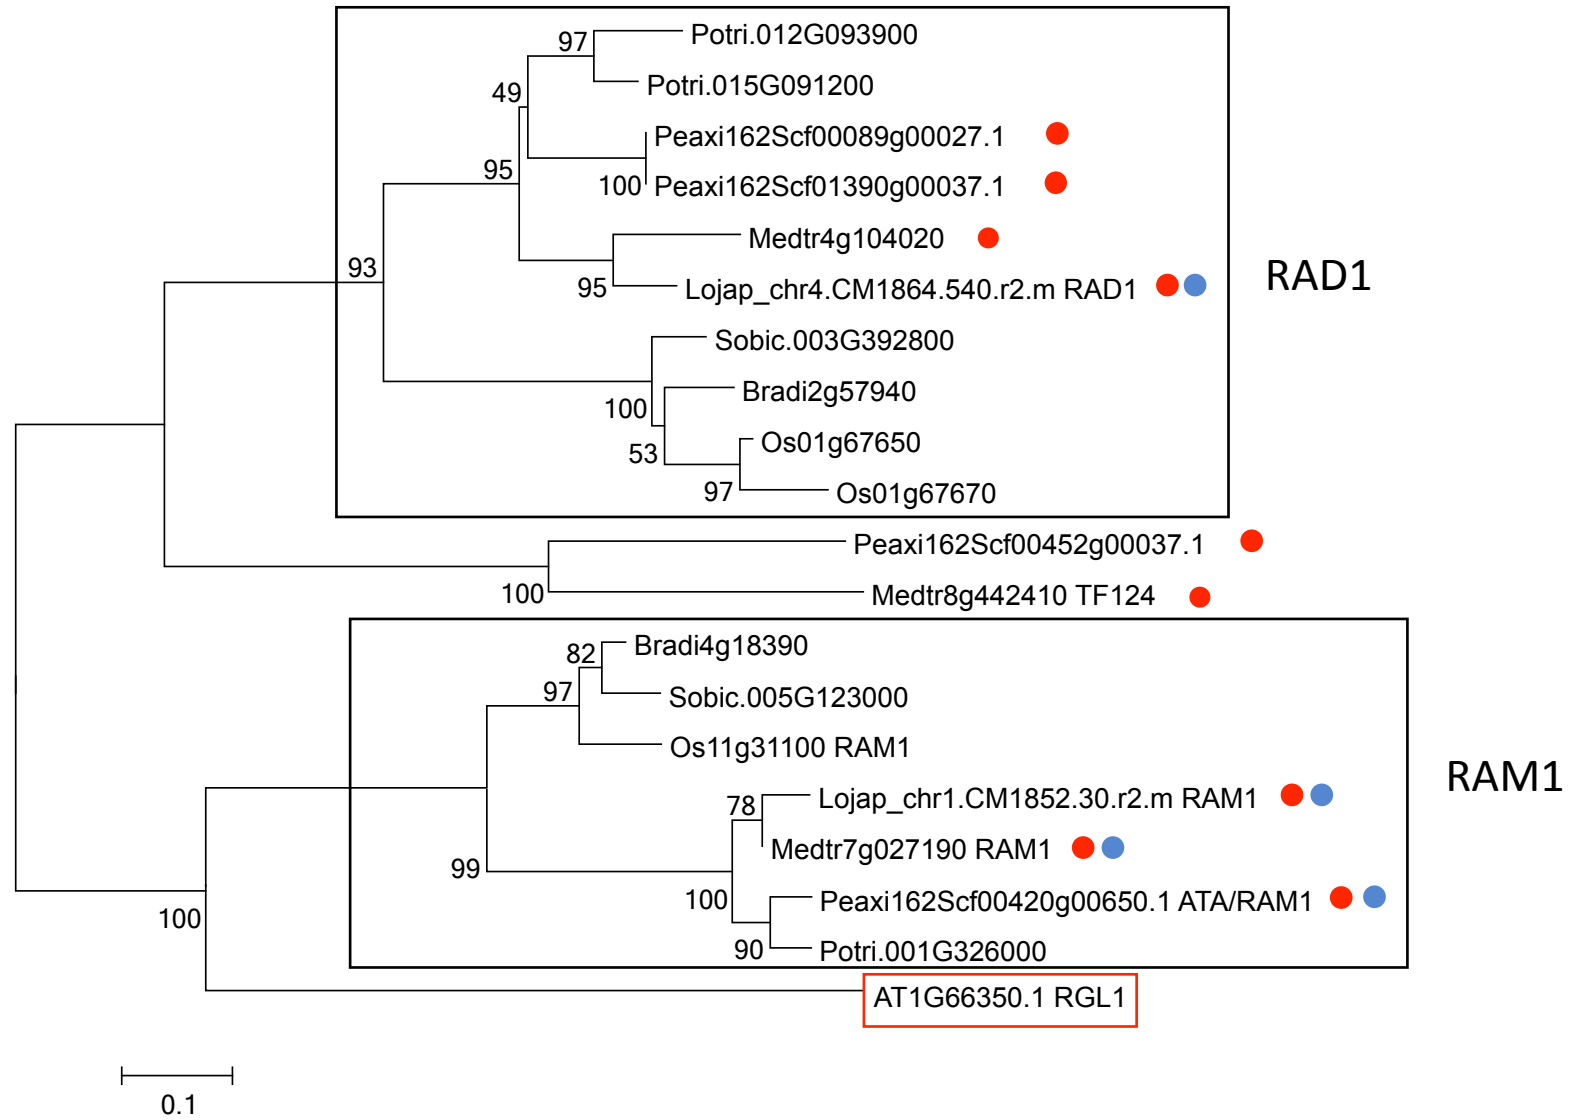 Potri.012G093900
97
Potri.015G091200
49
Peaxi162Scf00089g00027.1
95
100
Peaxi162Scf01390g00037.1
Medtr4g104020
93
RAD1
95
Lojap_chr4.CM1864.540.r2.m RAD1
Sobic.003G392800
Bradi2g57940
100
Os01g67650
53
97
Os01g67670
Peaxi162Scf00452g00037.1
100
Medtr8g442410 TF124
Bradi4g18390
82
97
Sobic.005G123000
Os11g31100 RAM1
RAM1
Lojap_chr1.CM1852.30.r2.m RAM1
78
Medtr7g027190 RAM1
99
100
Peaxi162Scf00420g00650.1 ATA/RAM1
100
90
Potri.001G326000
AT1G66350.1 RGL1
0.1